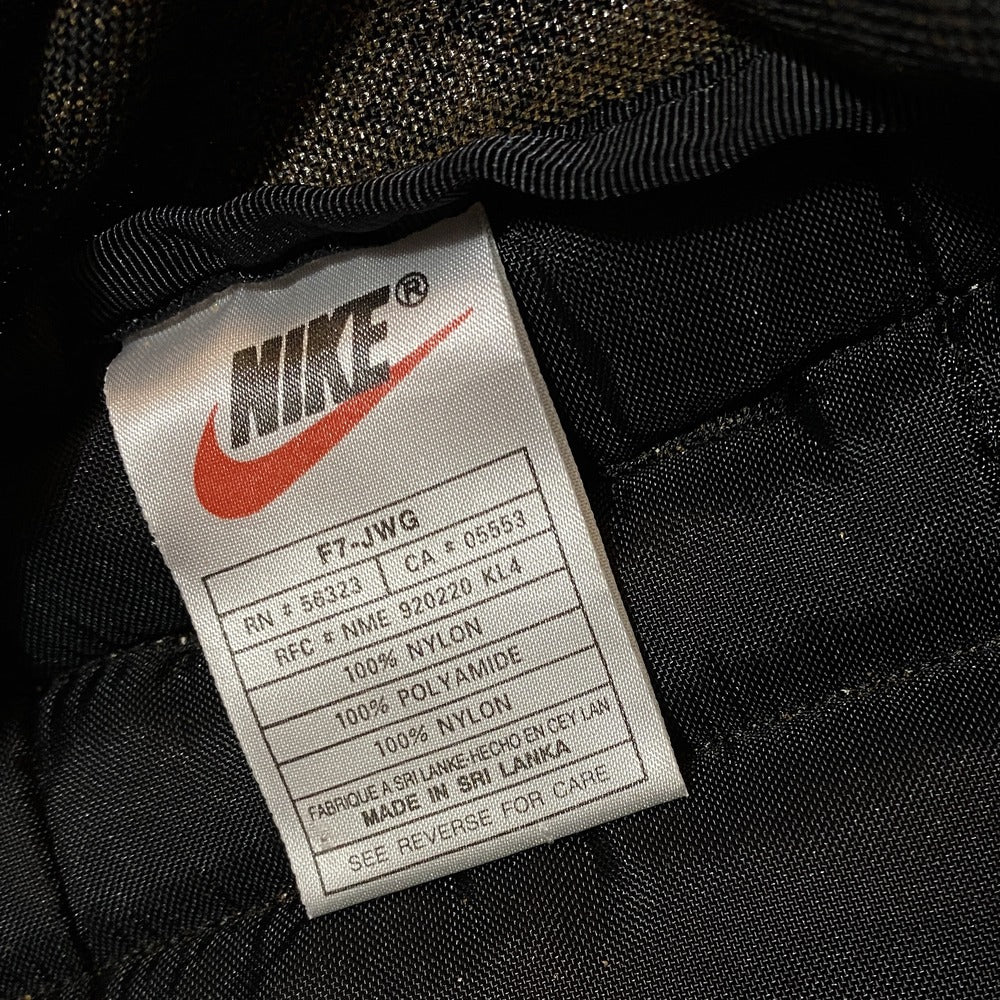 NIKE®
F7-JWG
RN # 56323 CA # 05553
RFC # NME 920220 KL4
100% NYLON
100% POLYAMIDE
100% NYLON
FABRIQUE A SRI LANKE·HECHO EN CEY LAN
MADE IN SRI LANKA
SEE REVERSE FOR CARE